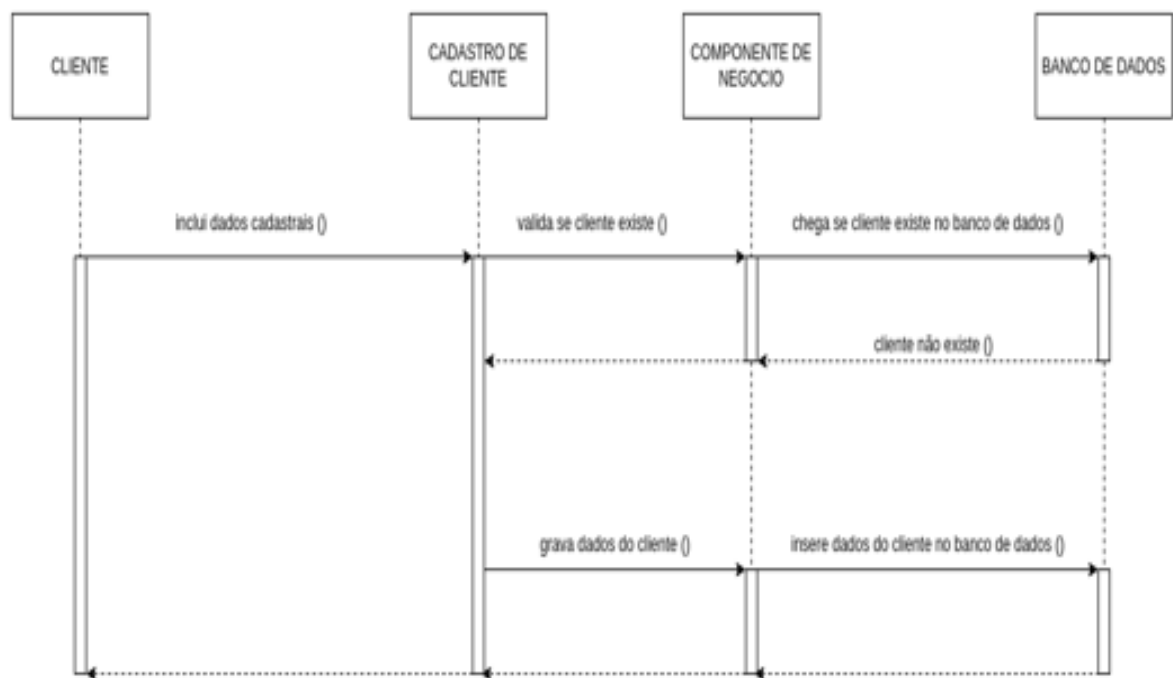 CLIENTE
CADASTRO DE
CLIENTE
COMPONENTE DE
NEGOCIO
BANCO DE DADOS
inclui dados cadastrais ()
valida se cliente existe ()
chega se cliente existe no banco de dados ()
cliente não existe ()
grava dados do cliente ()
insere dados do cliente no banco de dados ()